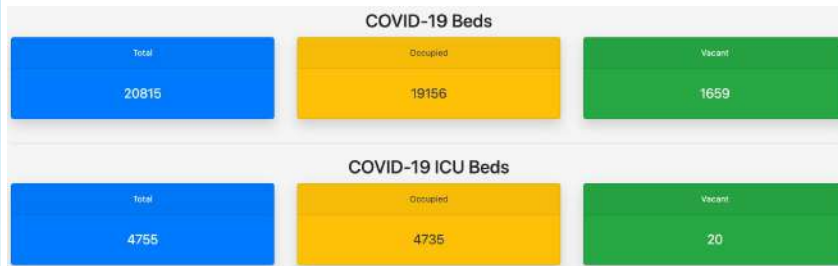 COVID-19 Beds
Total Occupied Vacant
20815 19156 1659
COVID-19 ICU Beds
Total Occupied Vacant
4755 4735 20